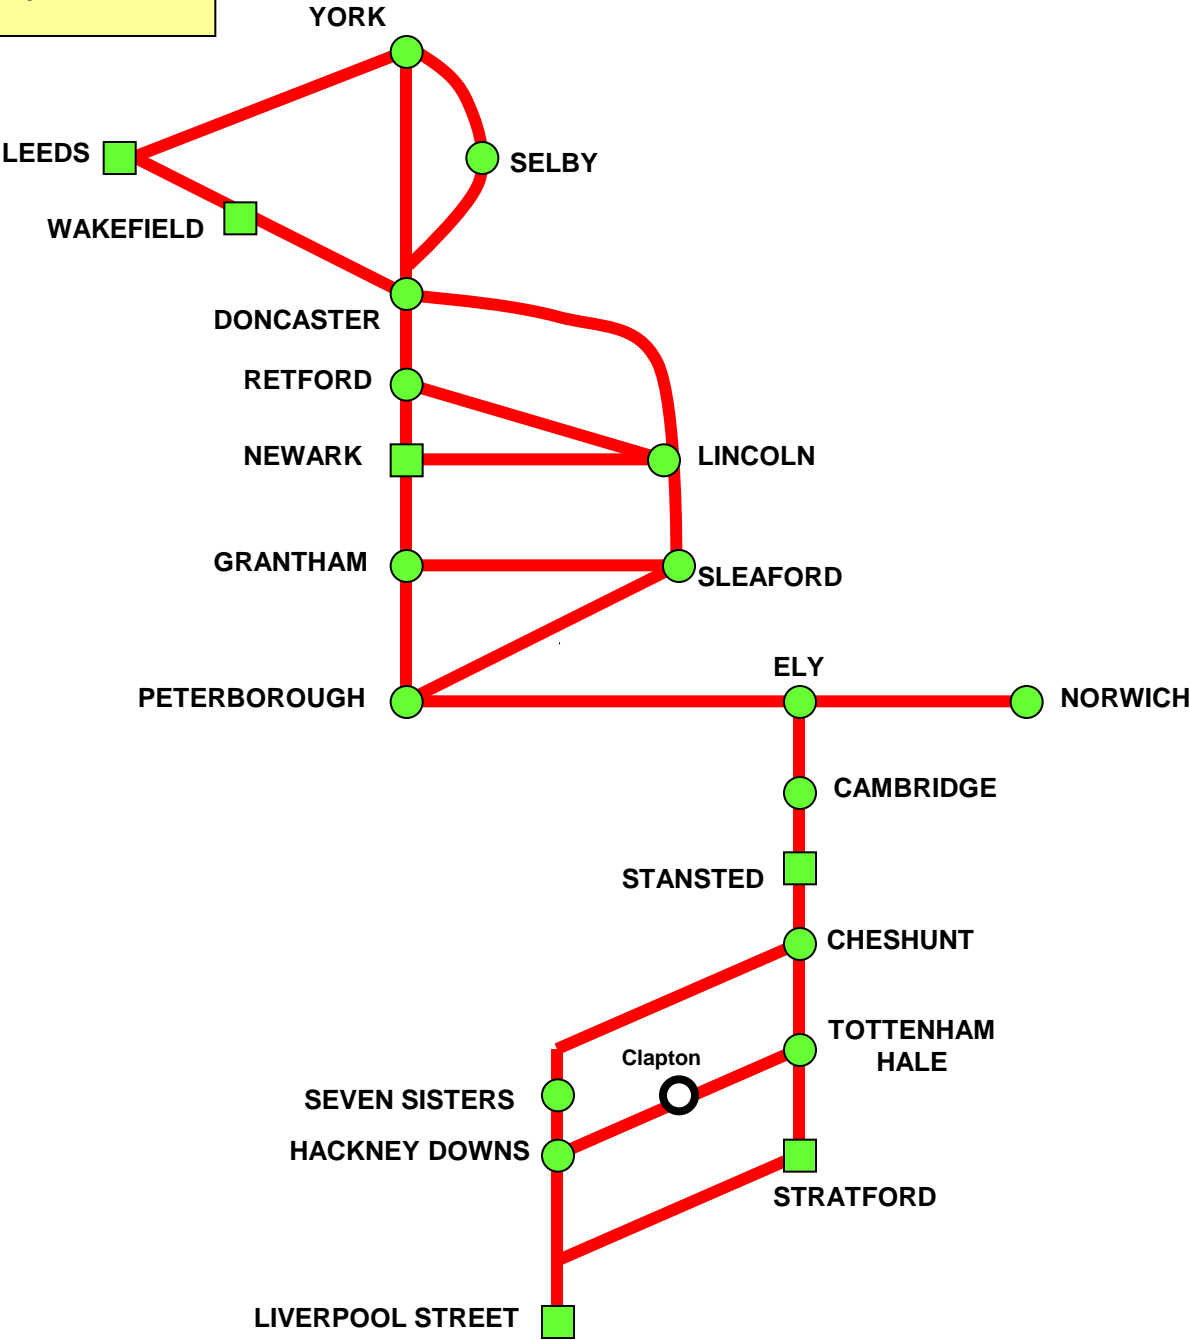 YORK
LEEDS
SELBY
WAKEFIELD
DONCASTER
RETFORD
NEWARK
LINCOLN
GRANTHAM
SLEAFORD
ELY
PETERBOROUGH
NORWICH
CAMBRIDGE
STANSTED
CHESHUNT
TOTTENHAM
HALE
Clapton
SEVEN SISTERS
HACKNEY DOWNS
STRATFORD
LIVERPOOL STREET